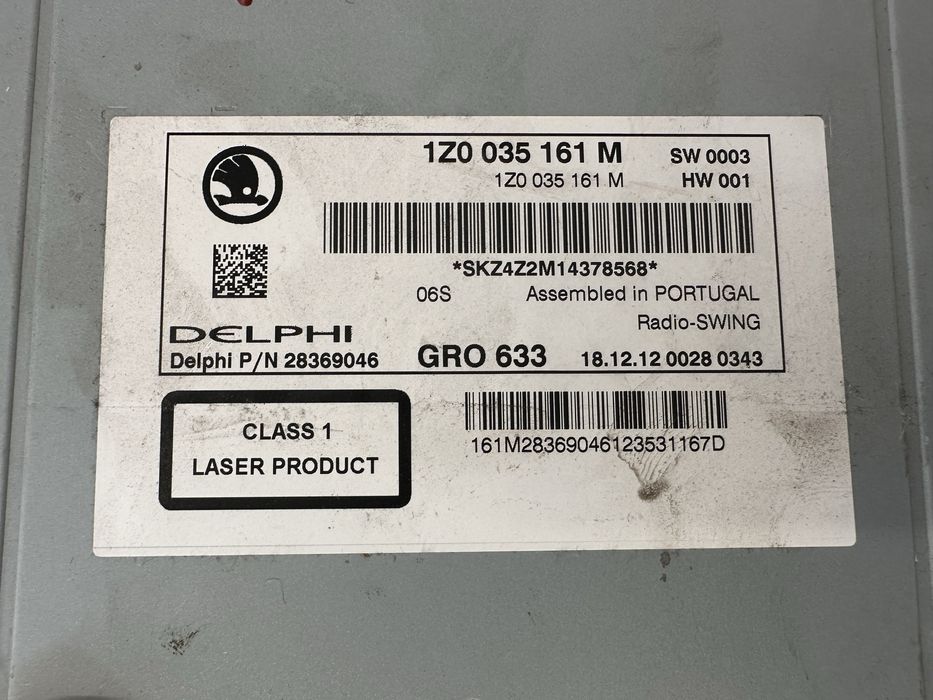 1Z0 035 161 M SW 0003
1Z0 035 161 M HW 001
*SKZ4Z2M14378568*
06S Assembled in PORTUGAL
Radio-SWING
DELPHI
Delphi P/N 28369046 GRO 633 18.12.12 0028 0343
CLASS 1
LASER PRODUCT
161M28369046123531167D